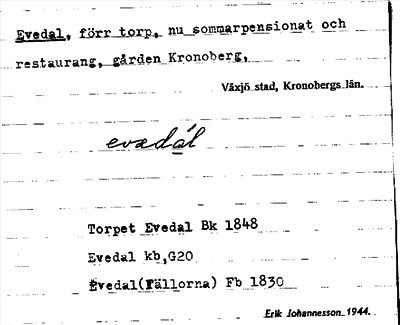 Evedal, förr torp, nu sommarpensionat och
restaurang, gården Kronoberg,
Växjö stad, Kronobergs län.
evædál
Torpet Evedal Bk 1848
Evedal kb,G20
Evedal(Fällorna) Fb 1830
Erik Johannesson 1944.